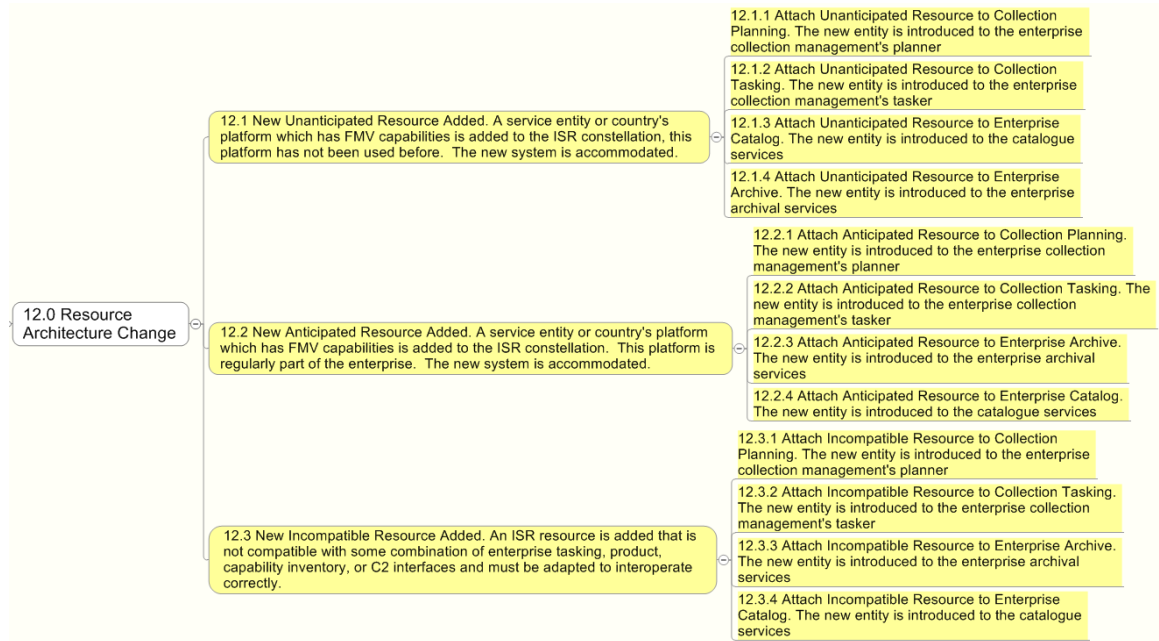 12.0 Resource
Architecture Change
12.1 New Unanticipated Resource Added. A service entity or country's
platform which has FMV capabilities is added to the ISR constellation, this
platform has not been used before.  The new system is accommodated.
12.1.1 Attach Unanticipated Resource to Collection
Planning. The new entity is introduced to the enterprise
collection management's planner
12.1.2 Attach Unanticipated Resource to Collection
Tasking. The new entity is introduced to the enterprise
collection management's tasker
12.1.3 Attach Unanticipated Resource to Enterprise
Catalog. The new entity is introduced to the catalogue
services
12.1.4 Attach Unanticipated Resource to Enterprise
Archive. The new entity is introduced to the enterprise
archival services
12.2 New Anticipated Resource Added. A service entity or country's platform
which has FMV capabilities is added to the ISR constellation.  This platform is
regularly part of the enterprise.  The new system is accommodated.
12.2.1 Attach Anticipated Resource to Collection Planning.
The new entity is introduced to the enterprise collection
management's planner
12.2.2 Attach Anticipated Resource to Collection Tasking. The
new entity is introduced to the enterprise collection
management's tasker
12.2.3 Attach Anticipated Resource to Enterprise Archive.
The new entity is introduced to the enterprise archival
services
12.2.4 Attach Anticipated Resource to Enterprise Catalog.
The new entity is introduced to the catalogue services
12.3 New Incompatible Resource Added. An ISR resource is added that is
not compatible with some combination of enterprise tasking, product,
capability inventory, or C2 interfaces and must be adapted to interoperate
correctly.
12.3.1 Attach Incompatible Resource to Collection
Planning. The new entity is introduced to the enterprise
collection management's planner
12.3.2 Attach Incompatible Resource to Collection Tasking.
The new entity is introduced to the enterprise collection
management's tasker
12.3.3 Attach Incompatible Resource to Enterprise Archive.
The new entity is introduced to the enterprise archival
services
12.3.4 Attach Incompatible Resource to Enterprise
Catalog. The new entity is introduced to the catalogue
services